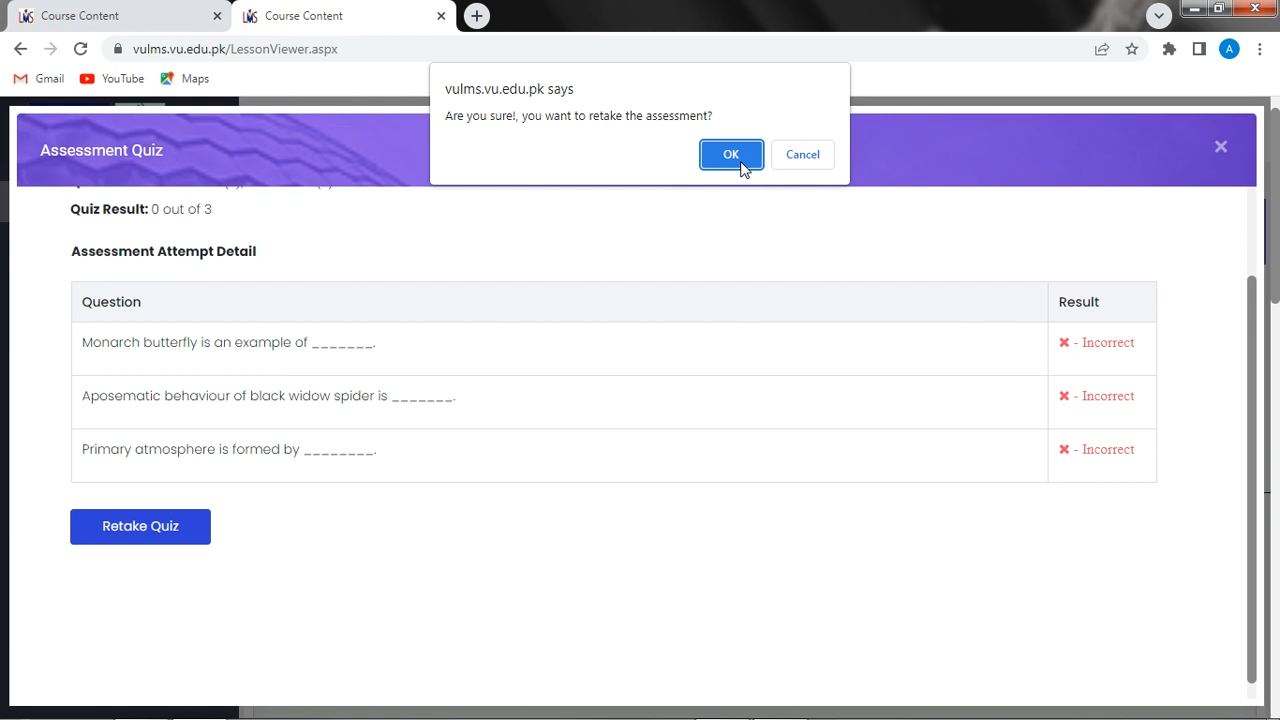 Course Content
Course Content
vulms.vu.edu.pk/LessonViewer.aspx
A
Gmail
YouTube
Maps
vulms.vu.edu.pk says
Are you sure!, you want to retake the assessment?
OK
Cancel
Assessment Quiz
Quiz Result: 0 out of 3
Assessment Attempt Detail
Question
Result
Monarch butterfly is an example of _______.
✖ - Incorrect
Aposematic behaviour of black widow spider is _______.
✖ - Incorrect
Primary atmosphere is formed by ________.
✖ - Incorrect
Retake Quiz